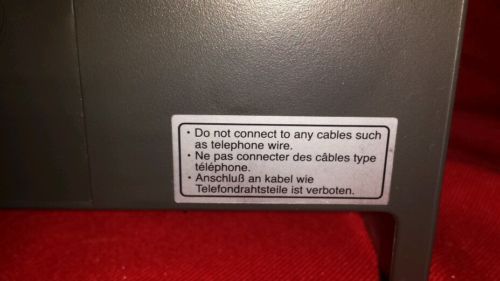 · Do not connect to any cables such
as telephone wire.
· Ne pas connecter des câbles type
téléphone.
· Anschluß an kabel wie
Telefondrahtsteile ist verboten.